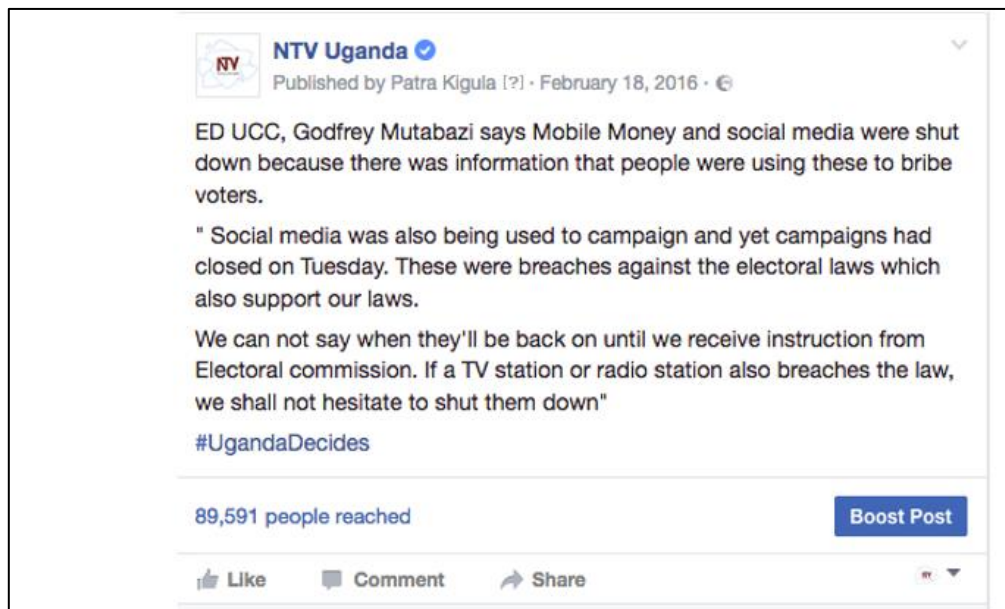 NTV Uganda
NTV
Published by Patra Kigula [?] · February 18, 2016 ·
ED UCC, Godfrey Mutabazi says Mobile Money and social media were shut
down because there was information that people were using these to bribe
voters.
" Social media was also being used to campaign and yet campaigns had
closed on Tuesday. These were breaches against the electoral laws which
also support our laws.
We can not say when they'll be back on until we receive instruction from
Electoral commission. If a TV station or radio station also breaches the law,
we shall not hesitate to shut them down"
#UgandaDecides
89,591 people reached
Boost Post
Like Comment Share